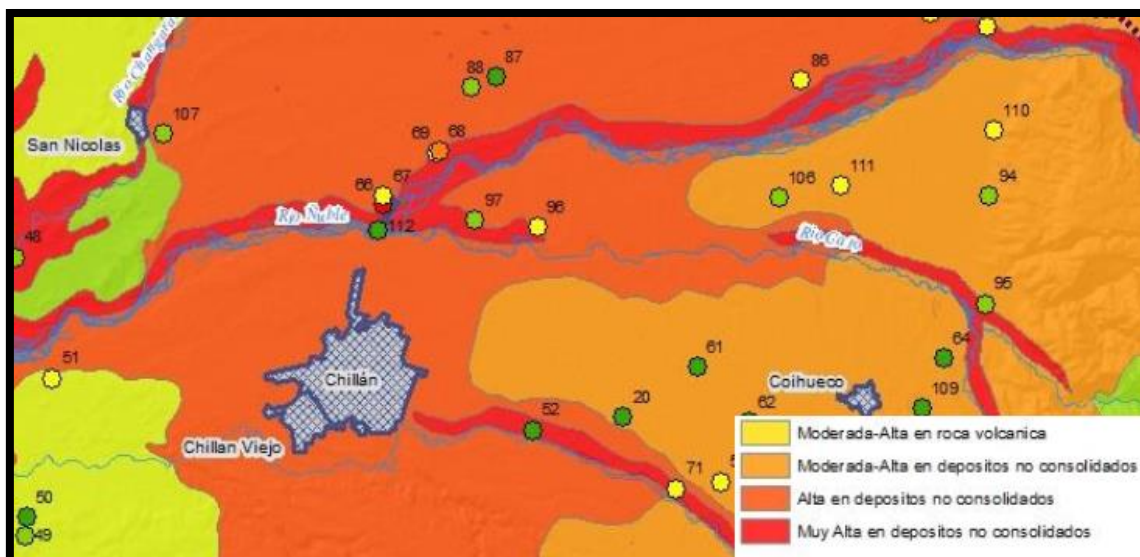 87
88
86
Rio Changaral
107
San Nicolas
69
68
110
66
67
111
106
94
97
96
Rio Ñuble
112
Rio Cato
48
95
51
61
64
Chillán
Coihueco
109
20
62
52
Chillan Viejo
71
50
49
Moderada-Alta en roca volcanica
Moderada-Alta en depositos no consolidados
Alta en depositos no consolidados
Muy Alta en depositos no consolidados